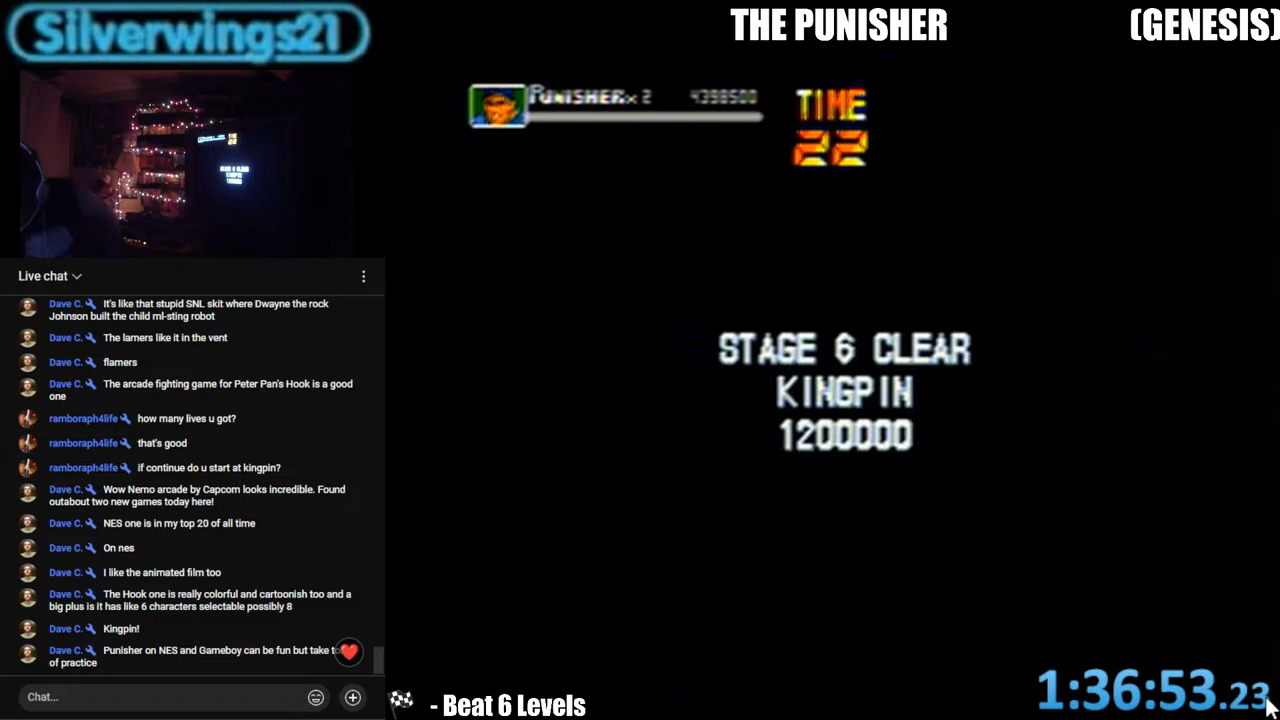 Silverwings21
THE PUNISHER (GENESIS)
PUNISHER x 2 4398500
TIME
22
STAGE 6 CLEAR
KINGPIN
1200000
Live chat
Dave C. It's like that stupid SNL skit where Dwayne the rock
Johnson built the child ml-sting robot
Dave C. The lamers like it in the vent
Dave C. flamers
Dave C. The arcade fighting game for Peter Pan's Hook is a good
one
ramboraph4life how many lives u got?
ramboraph4life that's good
ramboraph4life if continue do u start at kingpin?
Dave C. Wow Nemo arcade by Capcom looks incredible. Found
outabout two new games today here!
Dave C. NES one is in my top 20 of all time
Dave C. On nes
Dave C. I like the animated film too
Dave C. The Hook one is really colorful and cartoonish too and a
big plus is it has like 6 characters selectable possibly 8
Dave C. Kingpin!
Dave C. Punisher on NES and Gameboy can be fun but take
of practice
Chat...
- Beat 6 Levels
1:36:53.23